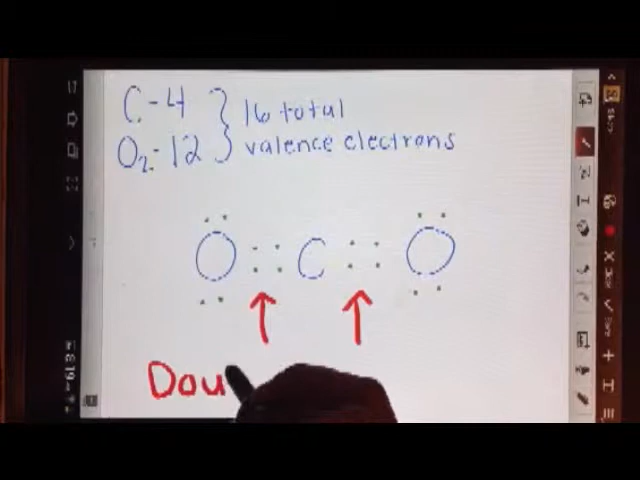 C-4 } 16 total
O2-12 } valence electrons
O :: C :: O
Dou